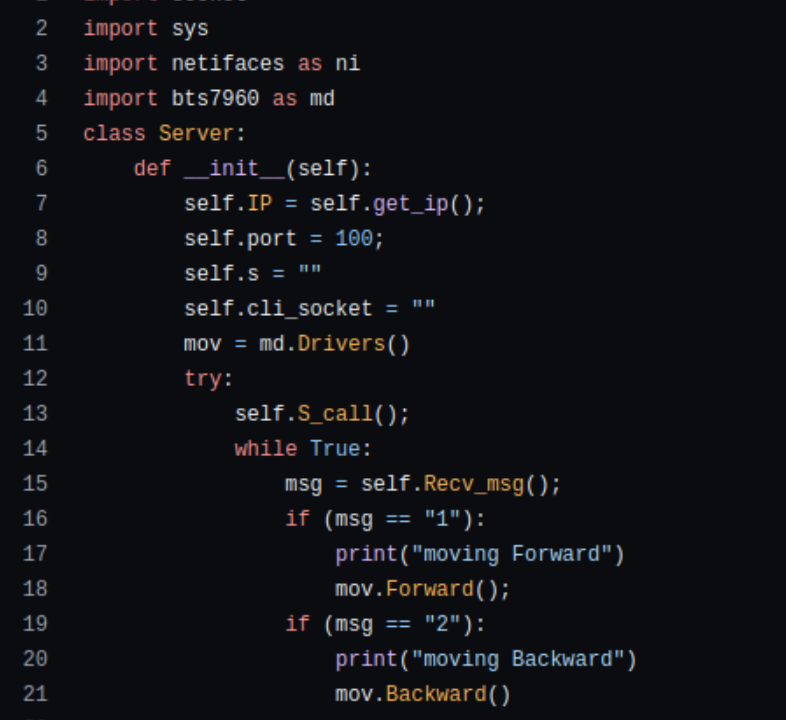 2 import sys
3 import netifaces as ni
4 import bts7960 as md
5 class Server:
6 def __init__(self):
7 self.IP = self.get_ip();
8 self.port = 100;
9 self.s = ""
10 self.cli_socket = ""
11 mov = md.Drivers()
12 try:
13 self.S_call();
14 while True:
15 msg = self.Recv_msg();
16 if (msg == "1"):
17 print("moving Forward")
18 mov.Forward();
19 if (msg == "2"):
20 print("moving Backward")
21 mov.Backward()